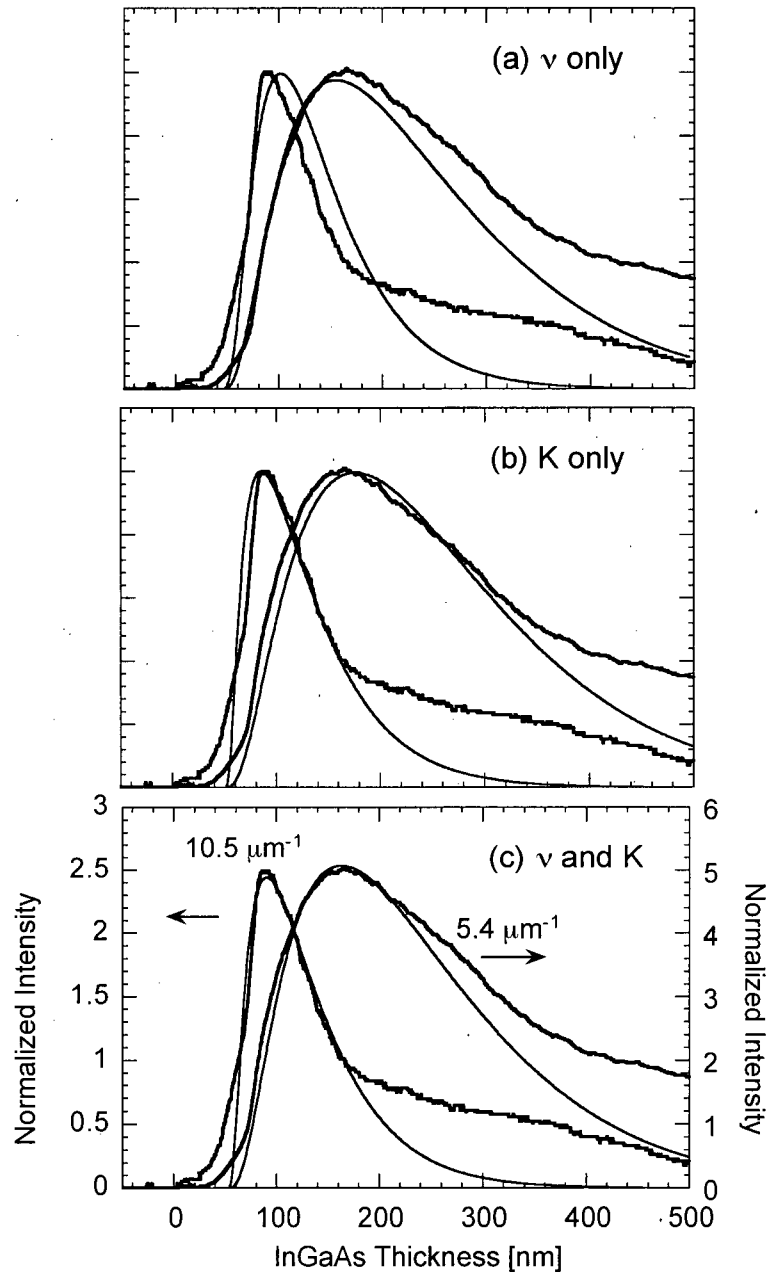 (a) ν only
(b) K only
(c) ν and K
10.5 μm⁻¹
5.4 μm⁻¹
3
2.5
2
1.5
1
0.5
0
6
5
4
3
2
1
0
Normalized Intensity
Normalized Intensity
0 100 200 300 400 500
InGaAs Thickness [nm]